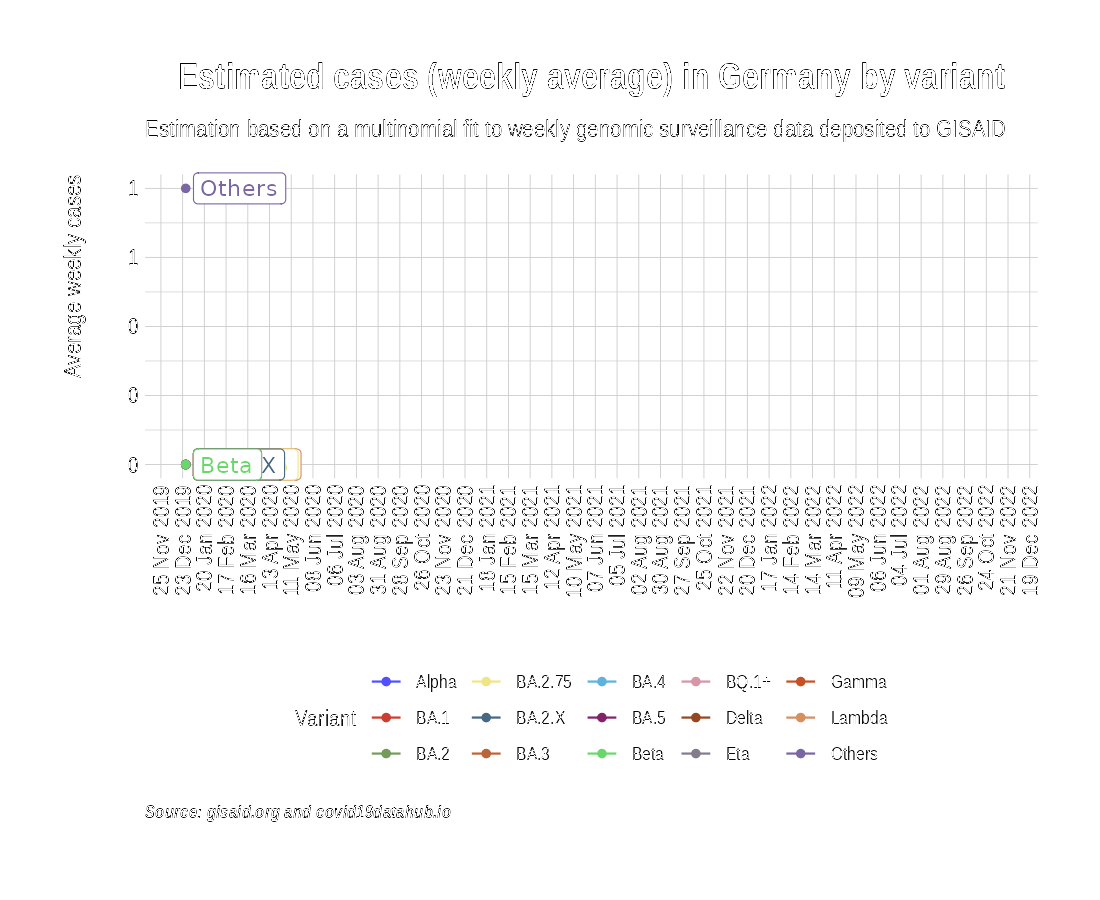 Estimated cases (weekly average) in Germany by variant
Estimation based on a multinomial fit to weekly genomic surveillance data deposited to GISAID
Average weekly cases
1
1
0
0
0
Others
Beta
X
25 Nov 2019
23 Dec 2019
20 Jan 2020
17 Feb 2020
16 Mar 2020
13 Apr 2020
11 May 2020
08 Jun 2020
06 Jul 2020
03 Aug 2020
31 Aug 2020
28 Sep 2020
26 Oct 2020
23 Nov 2020
21 Dec 2020
18 Jan 2021
15 Feb 2021
15 Mar 2021
12 Apr 2021
10 May 2021
07 Jun 2021
05 Jul 2021
02 Aug 2021
30 Aug 2021
27 Sep 2021
25 Oct 2021
22 Nov 2021
20 Dec 2021
17 Jan 2022
14 Feb 2022
14 Mar 2022
11 Apr 2022
09 May 2022
06 Jun 2022
04 Jul 2022
01 Aug 2022
29 Aug 2022
26 Sep 2022
24 Oct 2022
21 Nov 2022
19 Dec 2022
Alpha BA.2.75 BA.4 BQ.1+ Gamma
Variant BA.1 BA.2.X BA.5 Delta Lambda
BA.2 BA.3 Beta Eta Others
Source: gisaid.org and covid19datahub.io